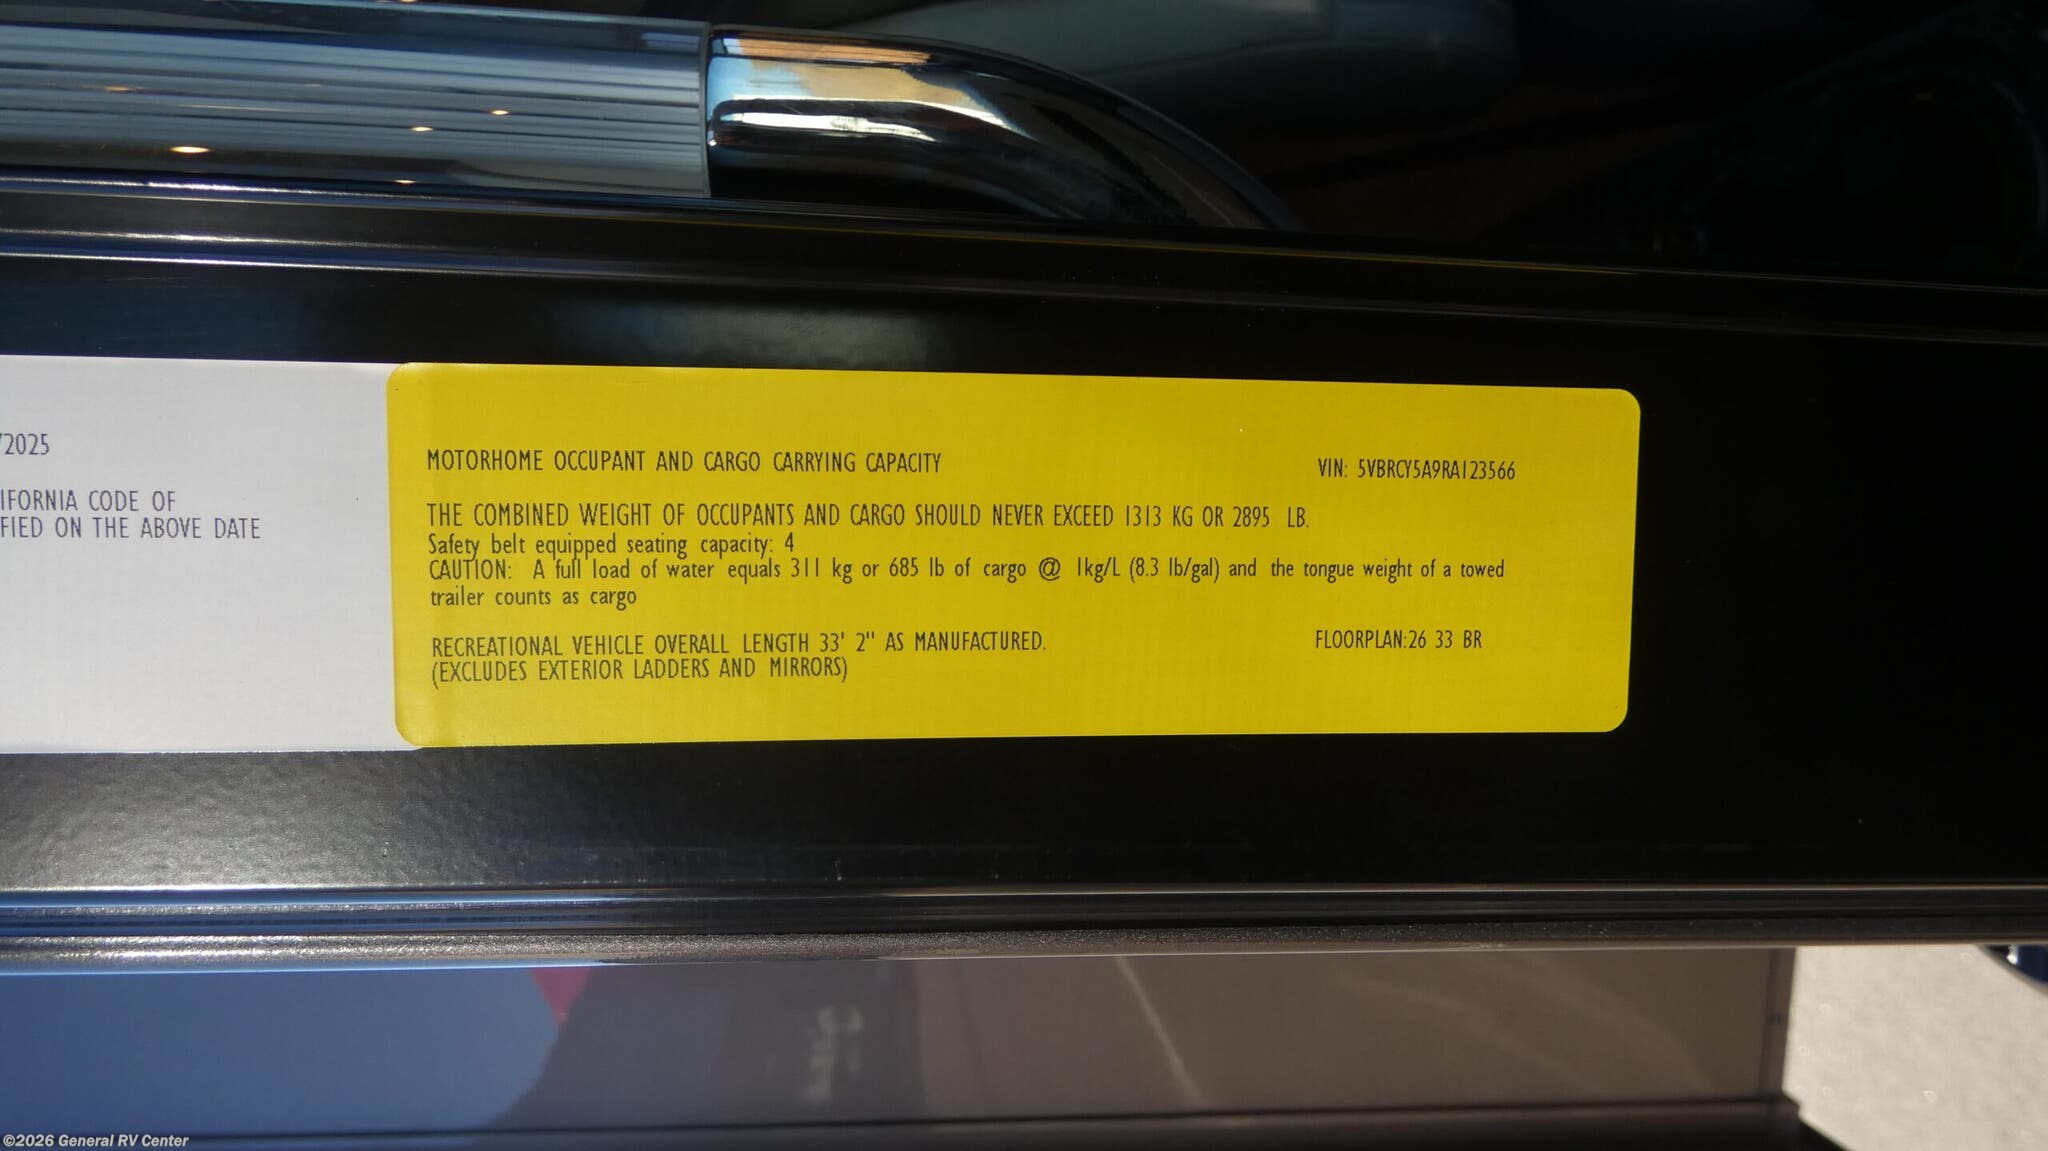 /2025
IFORNIA CODE OF
FIED ON THE ABOVE DATE
MOTORHOME OCCUPANT AND CARGO CARRYING CAPACITY
VIN: 5VBRCY5A9RA123566
THE COMBINED WEIGHT OF OCCUPANTS AND CARGO SHOULD NEVER EXCEED 1313 KG OR 2895 LB.
Safety belt equipped seating capacity: 4
CAUTION: A full load of water equals 311 kg or 685 lb of cargo @ 1kg/L (8.3 lb/gal) and the tongue weight of a towed
trailer counts as cargo
RECREATIONAL VEHICLE OVERALL LENGTH 33' 2" AS MANUFACTURED.
FLOORPLAN:26 33 BR
(EXCLUDES EXTERIOR LADDERS AND MIRRORS)
©2026 General RV Center